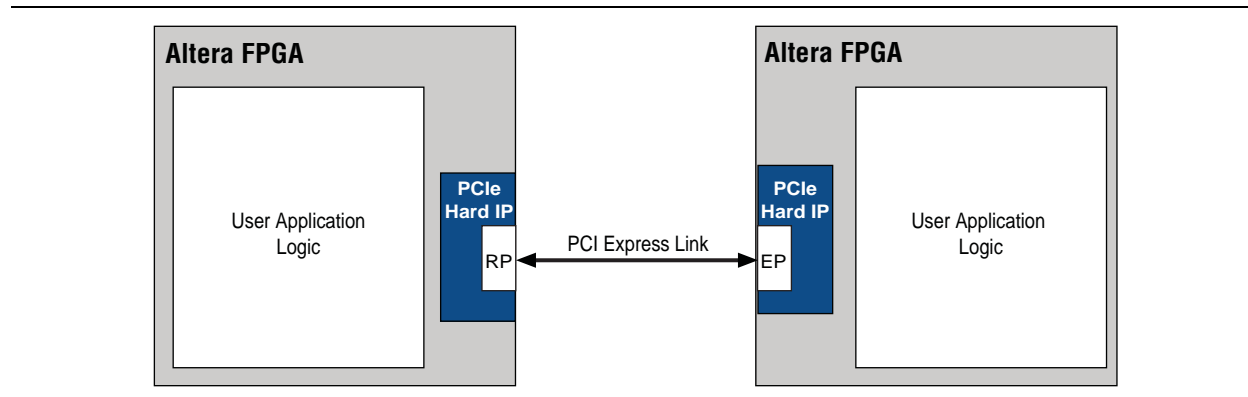 Altera FPGA
User Application
Logic
PCIe
Hard IP
RP
PCI Express Link
Altera FPGA
PCIe
Hard IP
EP
User Application
Logic